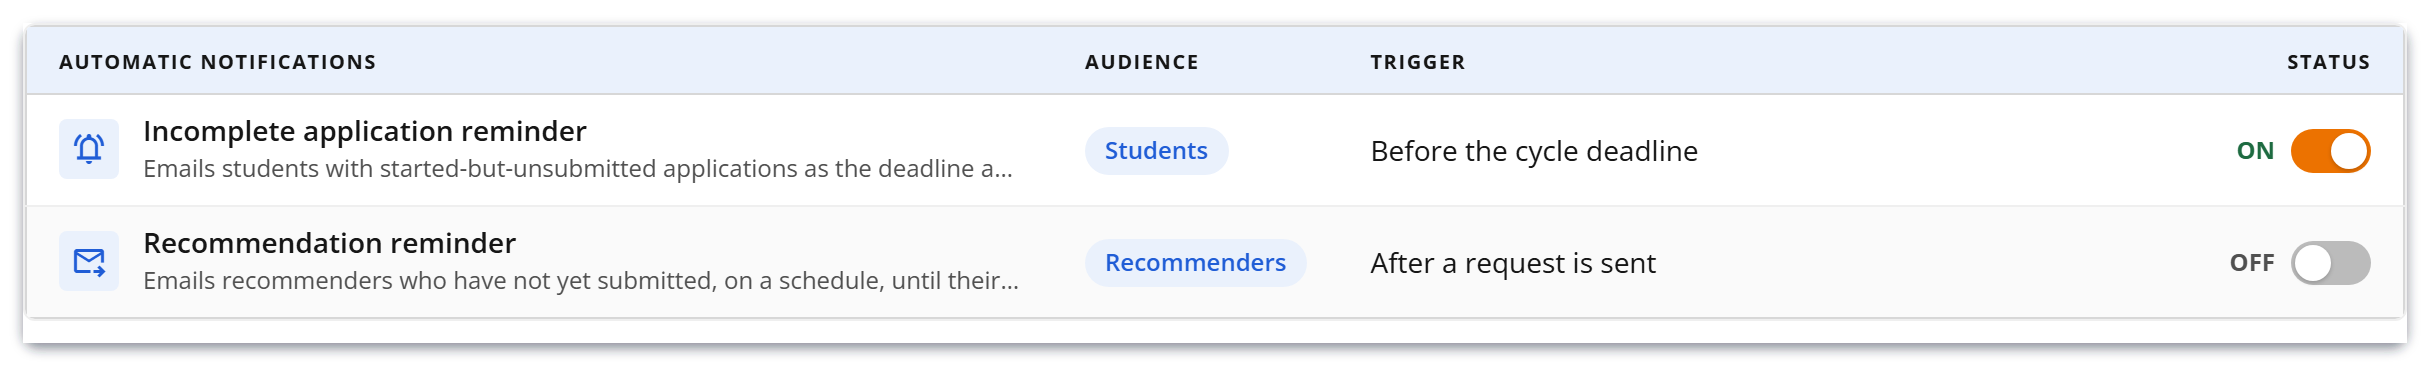 AUTOMATIC NOTIFICATIONS AUDIENCE TRIGGER STATUS
Incomplete application reminder
Emails students with started-but-unsubmitted applications as the deadline a...
Students
Before the cycle deadline
ON
Recommendation reminder
Emails recommenders who have not yet submitted, on a schedule, until their...
Recommenders
After a request is sent
OFF